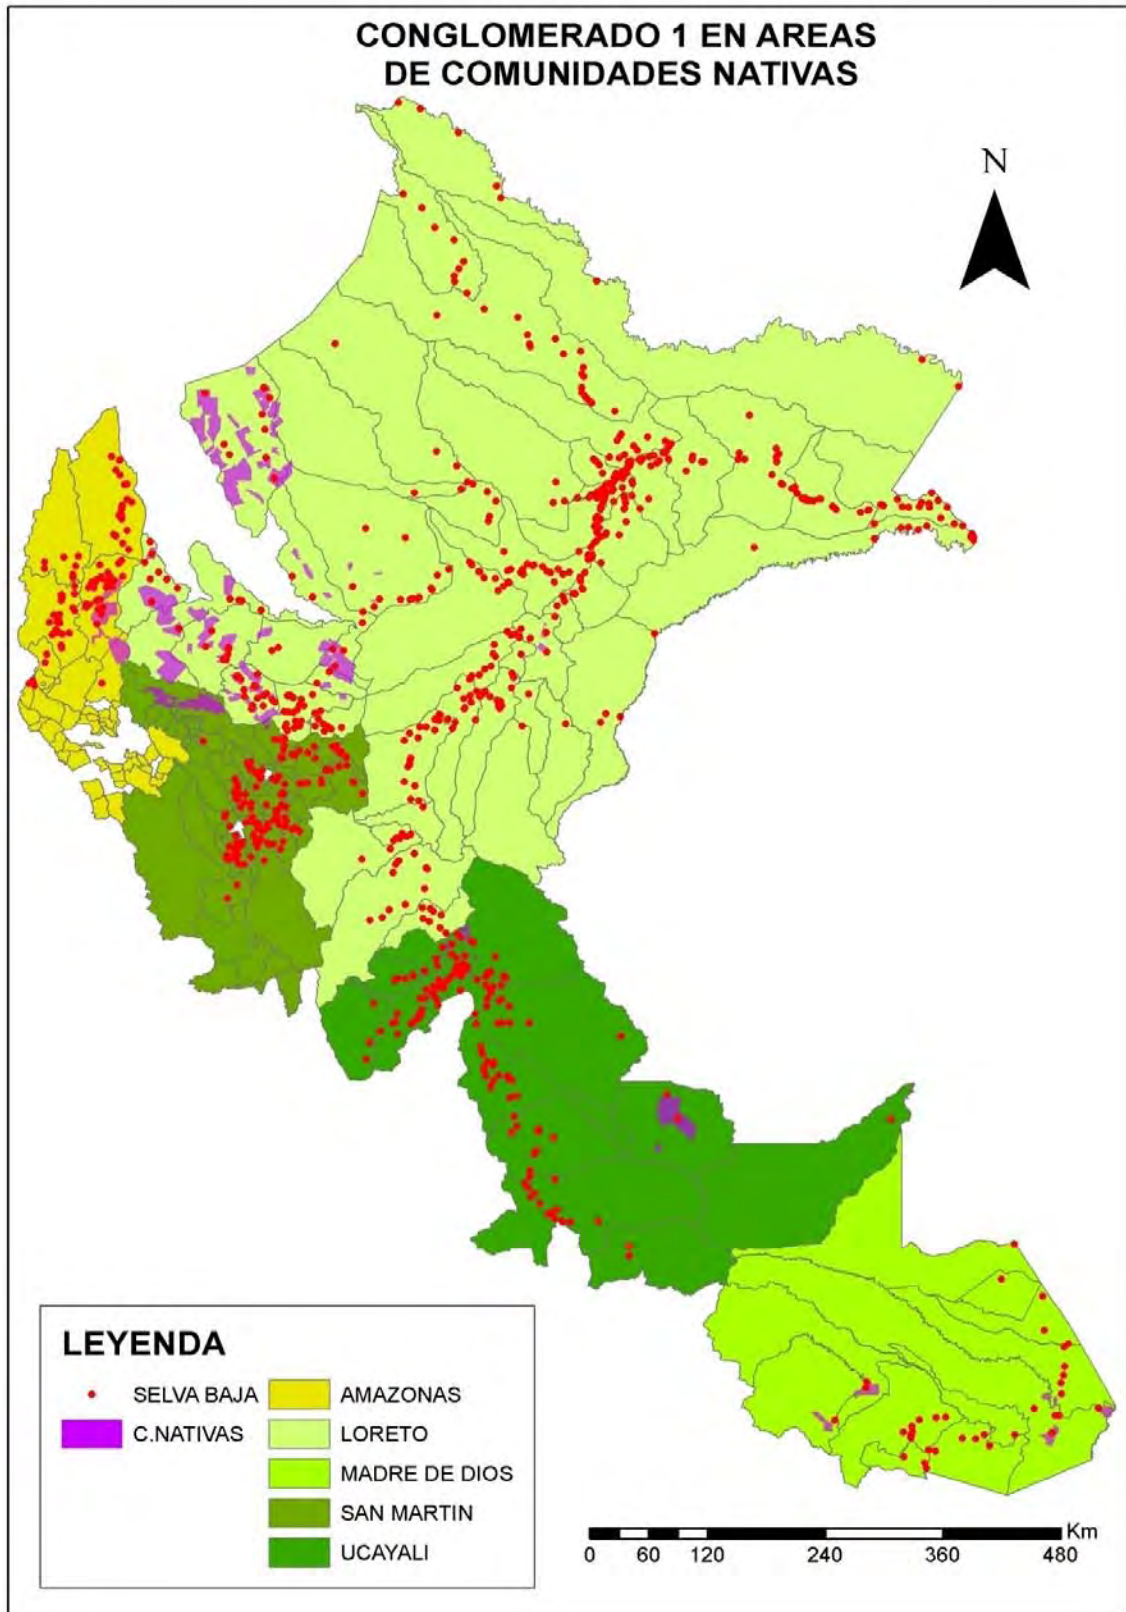 CONGLOMERADO 1 EN AREAS
DE COMUNIDADES NATIVAS
N
LEYENDA
SELVA BAJA
C.NATIVAS
AMAZONAS
LORETO
MADRE DE DIOS
SAN MARTIN
UCAYALI
Km
0 60 120 240 360 480